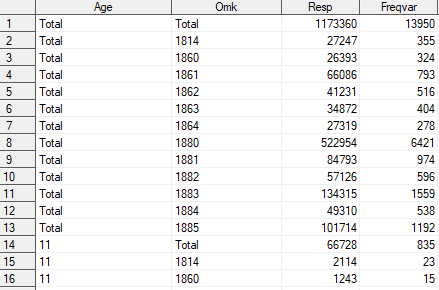 Age Omk Resp Freqvar
1 Total Total 1173360 13950
2 Total 1814 27247 355
3 Total 1860 26393 324
4 Total 1861 66086 793
5 Total 1862 41231 516
6 Total 1863 34872 404
7 Total 1864 27319 278
8 Total 1880 522954 6421
9 Total 1881 84793 974
10 Total 1882 57126 596
11 Total 1883 134315 1559
12 Total 1884 49310 538
13 Total 1885 101714 1192
14 11 Total 66728 835
15 11 1814 2114 23
16 11 1860 1243 15